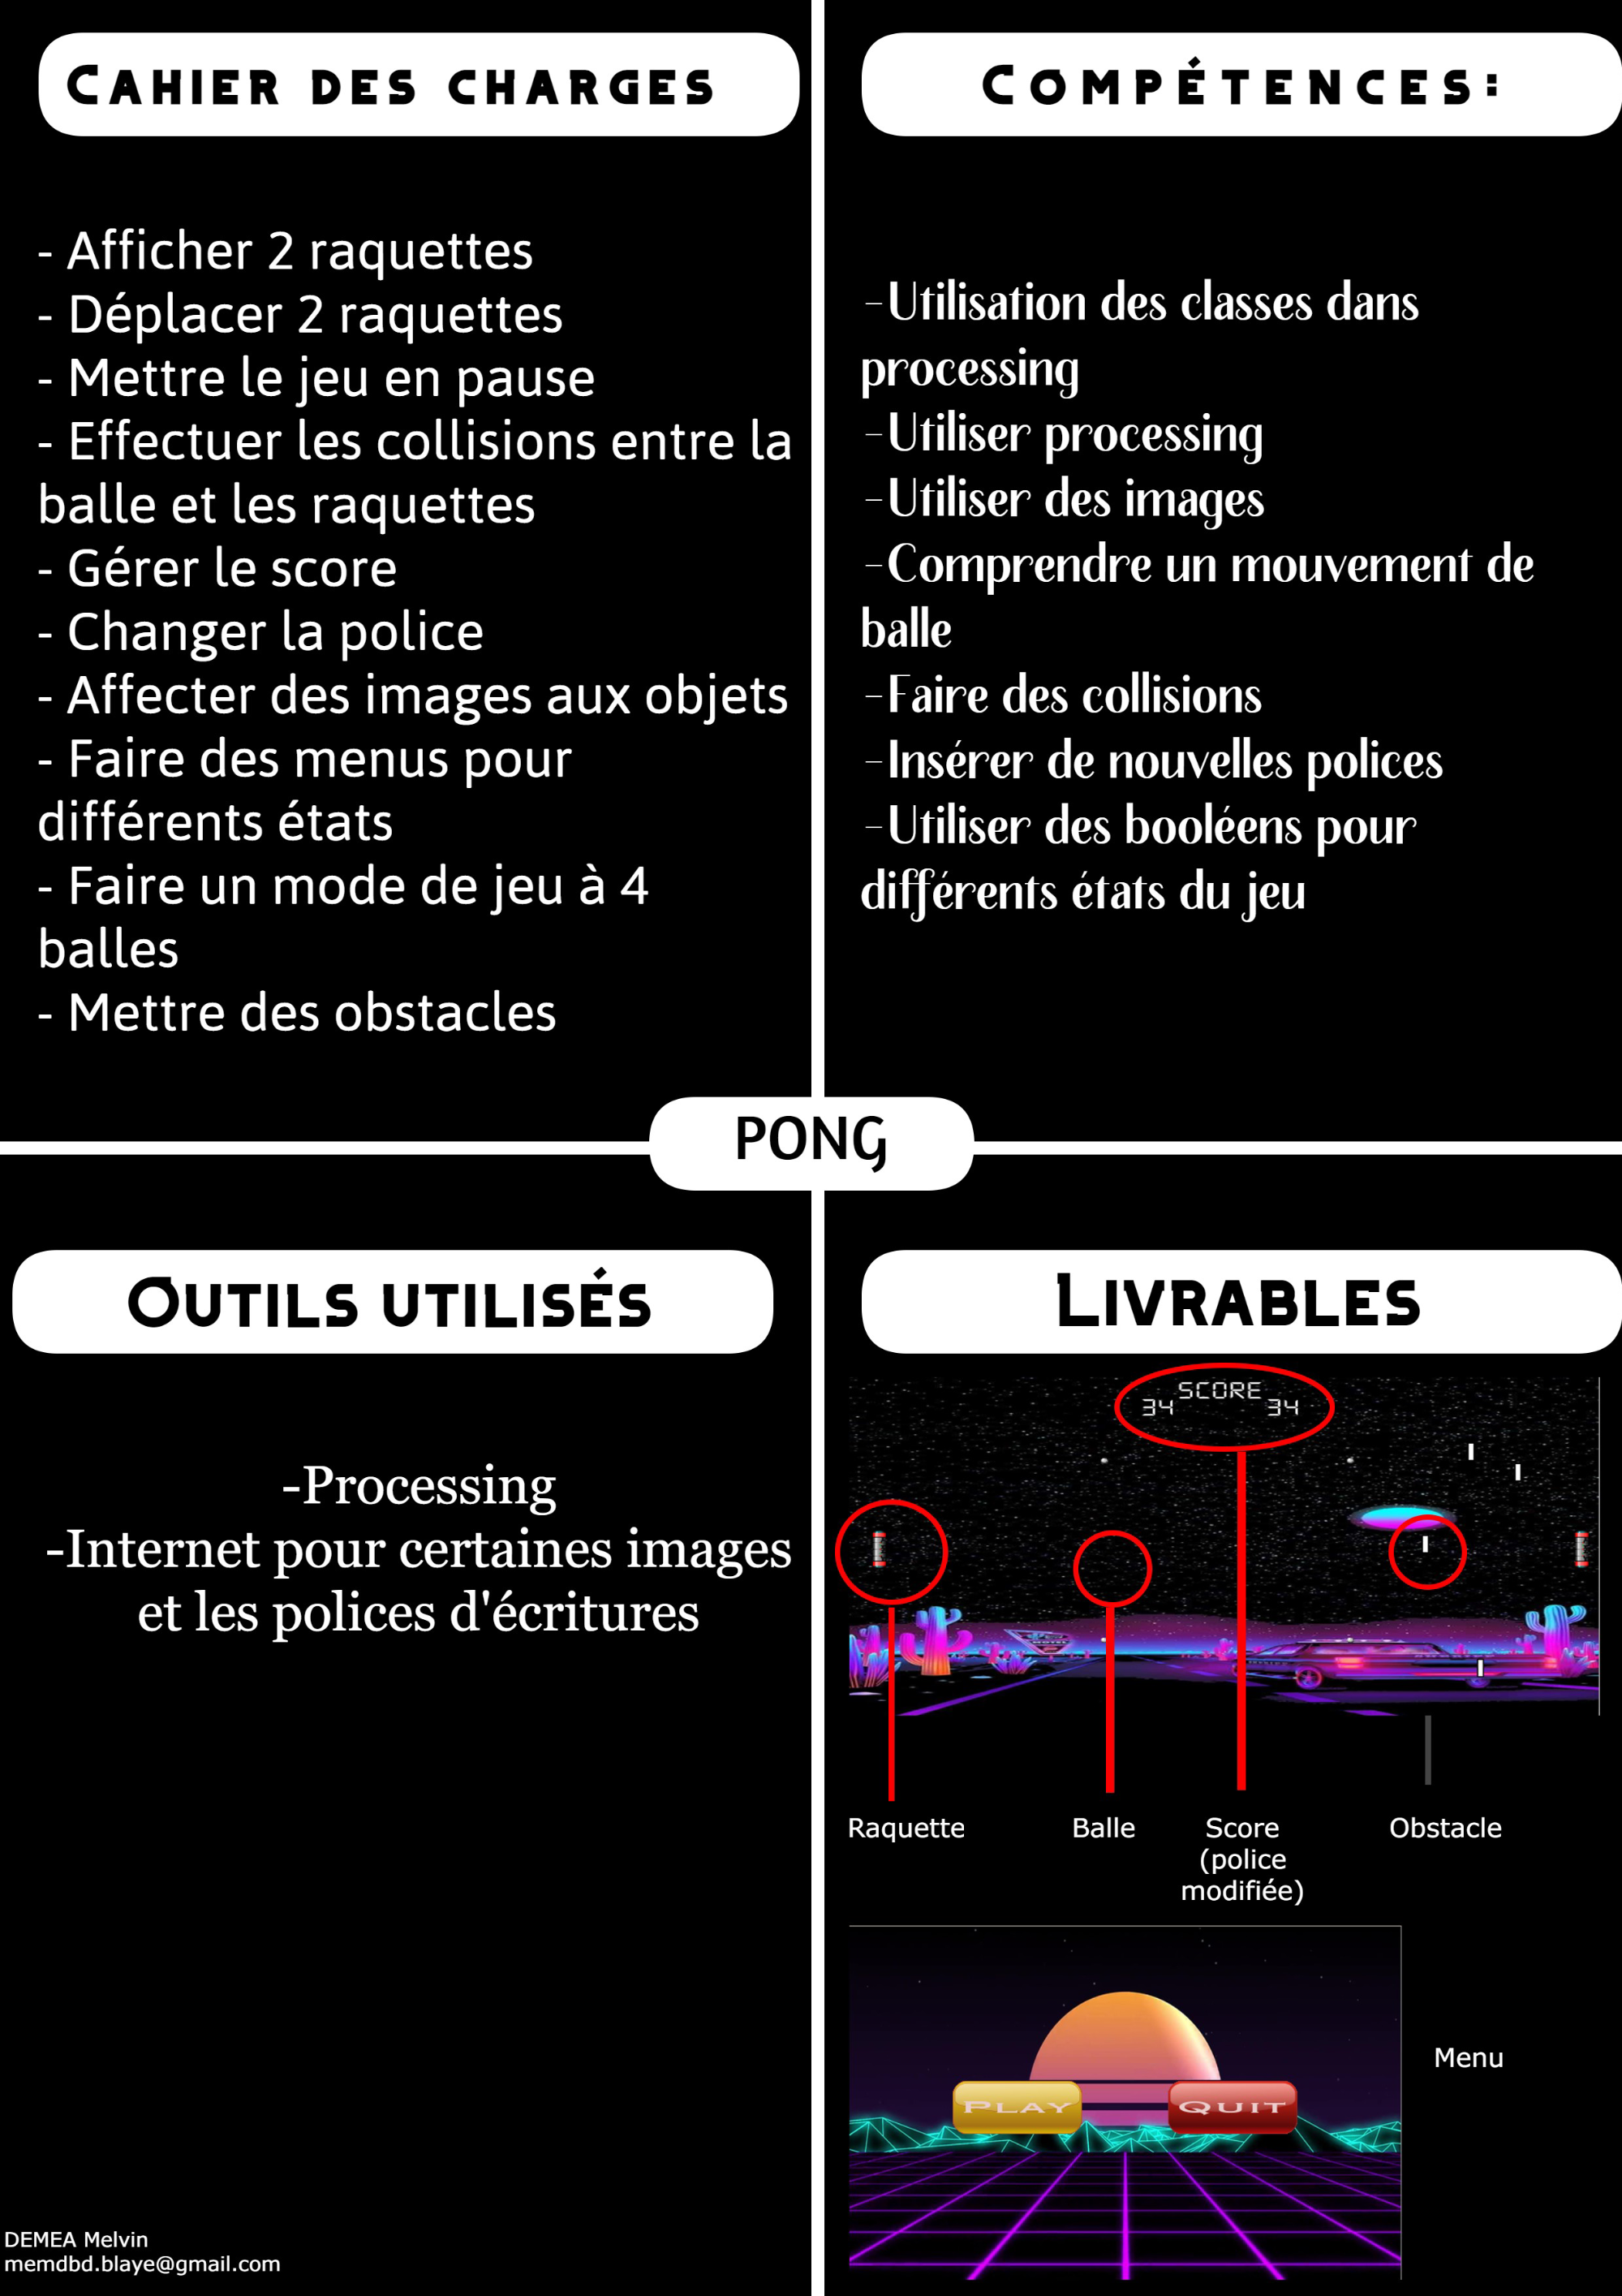 CAHIER DES CHARGES
- Afficher 2 raquettes
- Déplacer 2 raquettes
- Mettre le jeu en pause
- Effectuer les collisions entre la
balle et les raquettes
- Gérer le score
- Changer la police
- Affecter des images aux objets
- Faire des menus pour
différents états
- Faire un mode de jeu à 4
balles
- Mettre des obstacles
COMPÉTENCES:
-Utilisation des classes dans
processing
-Utiliser processing
-Utiliser des images
-Comprendre un mouvement de
balle
-Faire des collisions
-Insérer de nouvelles polices
-Utiliser des booléens pour
différents états du jeu
PONG
OUTILS UTILISÉS
-Processing
-Internet pour certaines images
et les polices d'écritures
LIVRABLES
SCORE
34 34
Raquette
Balle
Score
(police
modifiée)
Obstacle
PLAY
QUIT
Menu
DEMEA Melvin
memdbd.blaye@gmail.com